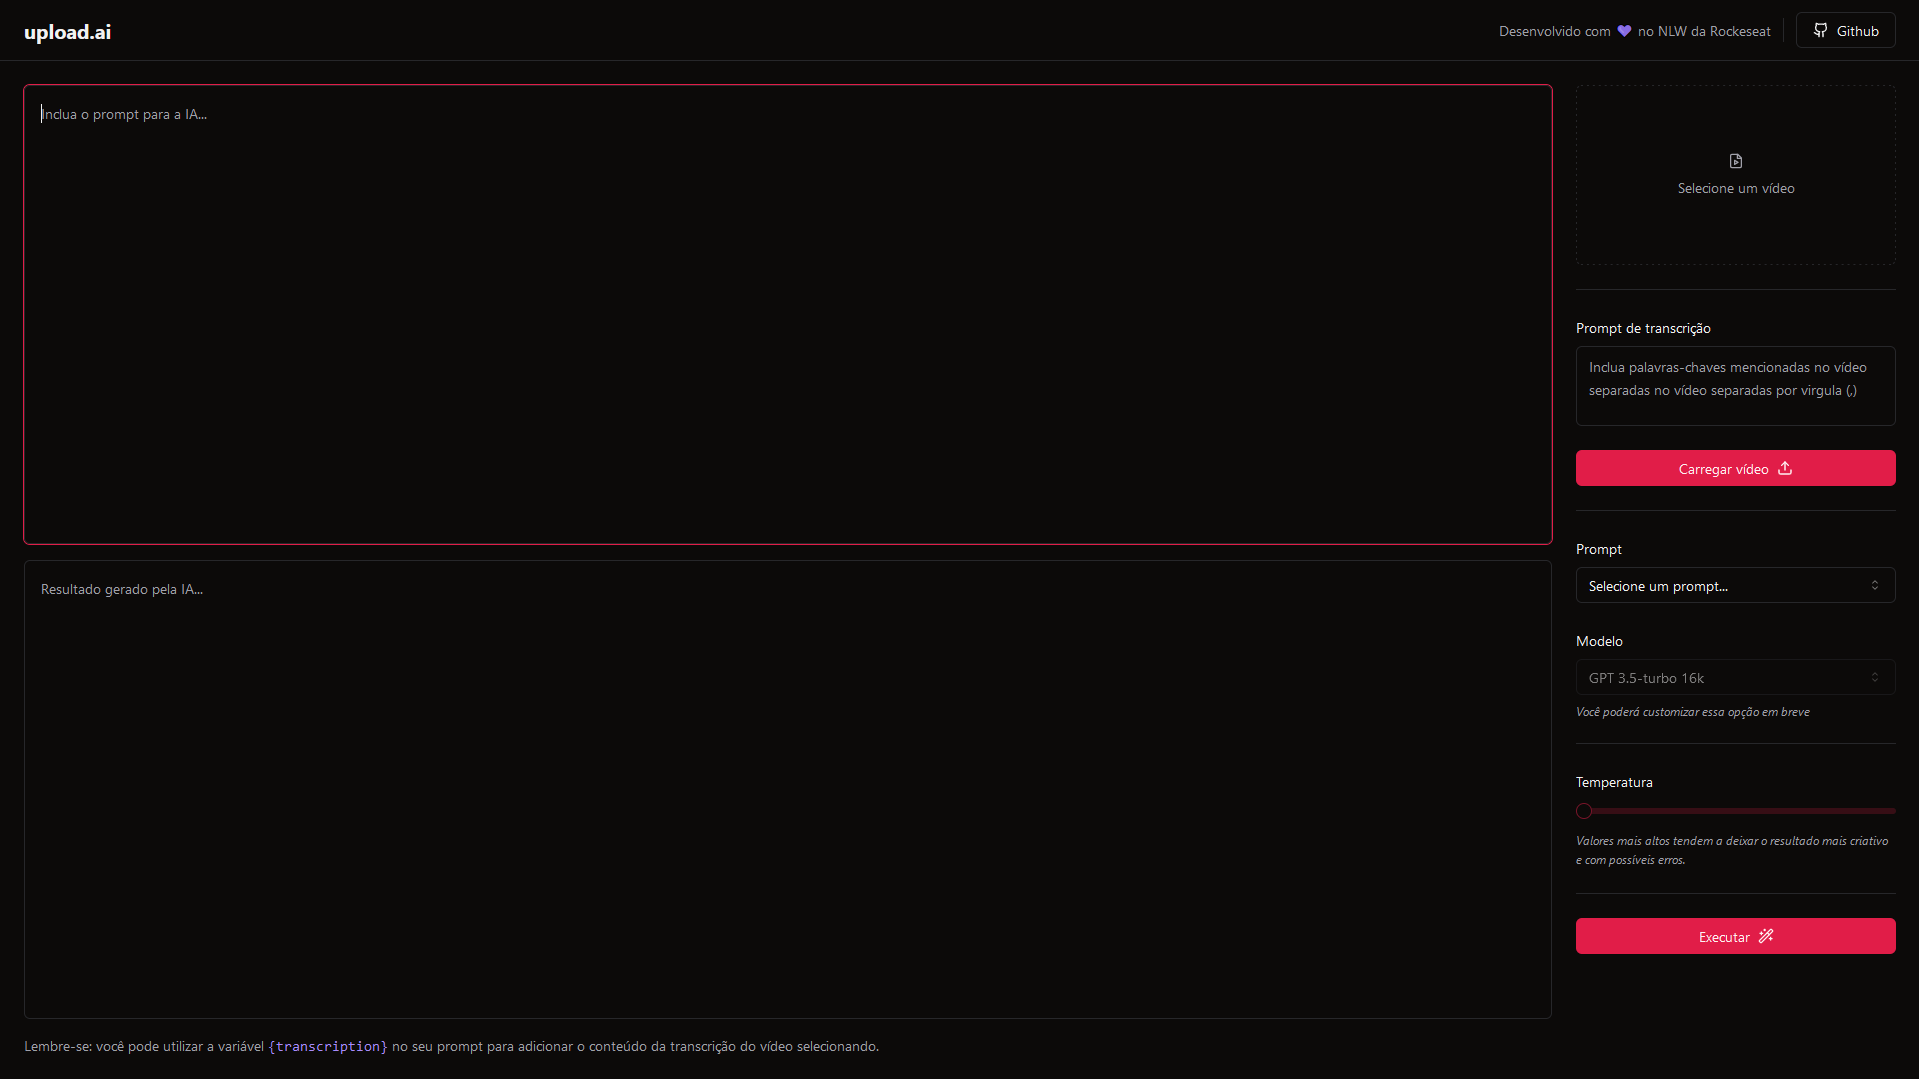 upload.ai
Desenvolvido com 💜 no NLW da Rockeseat
Github
Inclua o prompt para a IA...
Resultado gerado pela IA...
Lembre-se: você pode utilizar a variável {transcription} no seu prompt para adicionar o conteúdo da transcrição do vídeo selecionando.
Selecione um vídeo
Prompt de transcrição
Inclua palavras-chaves mencionadas no vídeo
separadas no vídeo separadas por virgula (,)
Carregar vídeo
Prompt
Selecione um prompt...
Modelo
GPT 3.5-turbo 16k
Você poderá customizar essa opção em breve
Temperatura
Valores mais altos tendem a deixar o resultado mais criativo
e com possíveis erros.
Executar